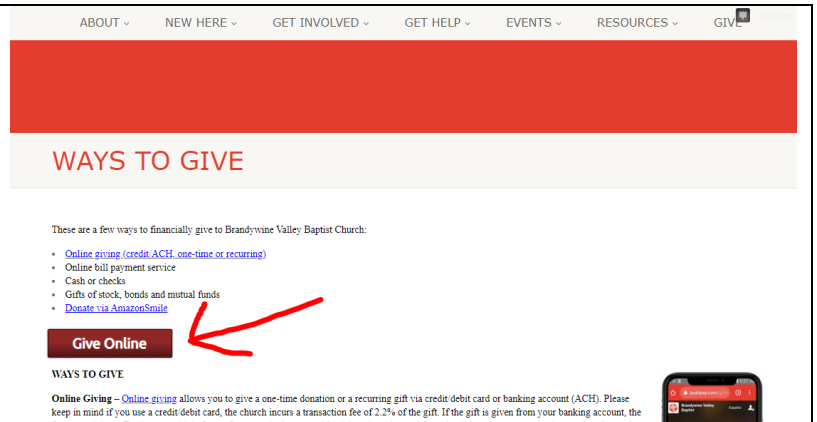 ABOUT NEW HERE GET INVOLVED GET HELP EVENTS RESOURCES GIVE
WAYS TO GIVE
These are a few ways to financially give to Brandywine Valley Baptist Church:
Online giving (credit/ACH, one-time or recurring)
Online bill payment service
Cash or checks
Gifts of stock, bonds and mutual funds
Donate via AmazonSmile
Give Online
WAYS TO GIVE
Online Giving – Online giving allows you to give a one-time donation or a recurring gift via credit/debit card or banking account (ACH). Please
keep in mind if you use a credit/debit card, the church incurs a transaction fee of 2.2% of the gift. If the gift is given from your banking account, the
Brandywine Valley
Baptist
Español